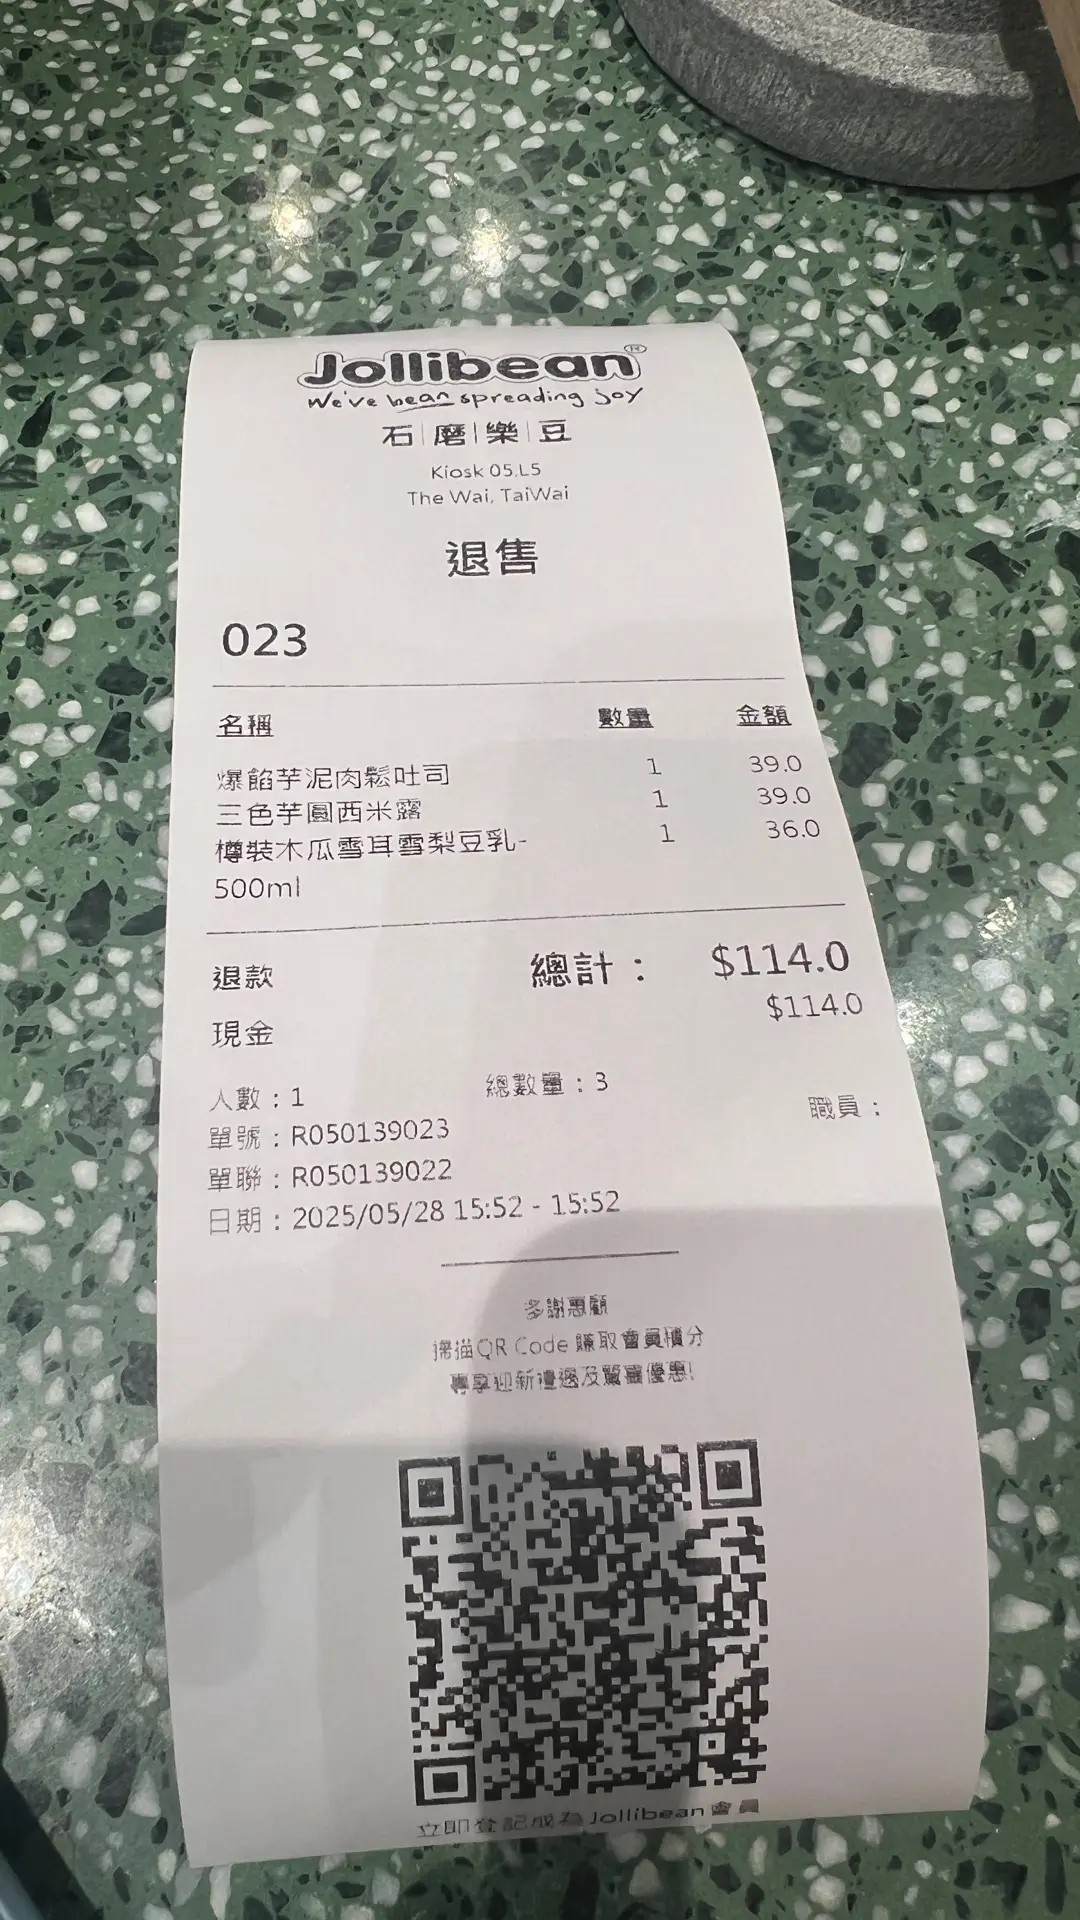 Jollibean®
We've bean spreading joy
石|磨|樂|豆
Kiosk 05.L5
The Wai, TaiWai
退售
023
名稱 數量 金額
爆餡芋泥肉鬆吐司 1 39.0
三色芋圓西米露 1 39.0
樽裝木瓜雪耳雪梨豆乳- 1 36.0
500ml
退款 總計： $114.0
現金 $114.0
人數：1 總數量：3
單號：R050139023 職員：
單聯：R050139022
日期：2025/05/28 15:52 - 15:52
多謝惠顧
掃描QR Code 賺取會員積分
專享迎新禮遇及驚喜優惠!
立即登記成為Jollibean會員